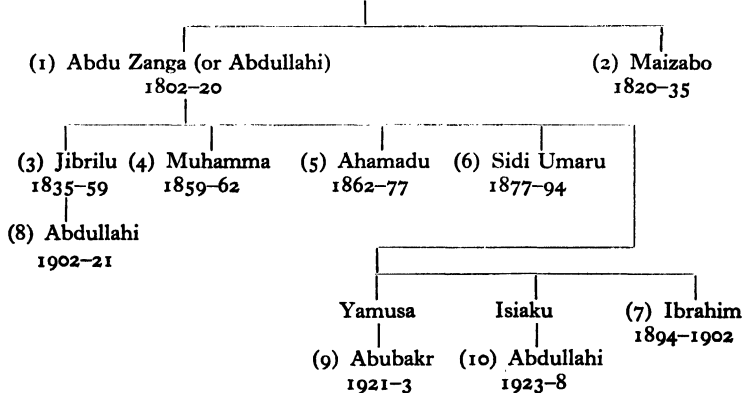 (1) Abdu Zanga (or Abdullahi) (2) Maizabo
1802–20 1820–35
(3) Jibrilu (4) Muhamma (5) Ahamadu (6) Sidi Umaru
1835–59 1859–62 1862–77 1877–94
(8) Abdullahi
1902–21
Yamusa Isiaku (7) Ibrahim
1894–1902
(9) Abubakr (10) Abdullahi
1921–3 1923–8